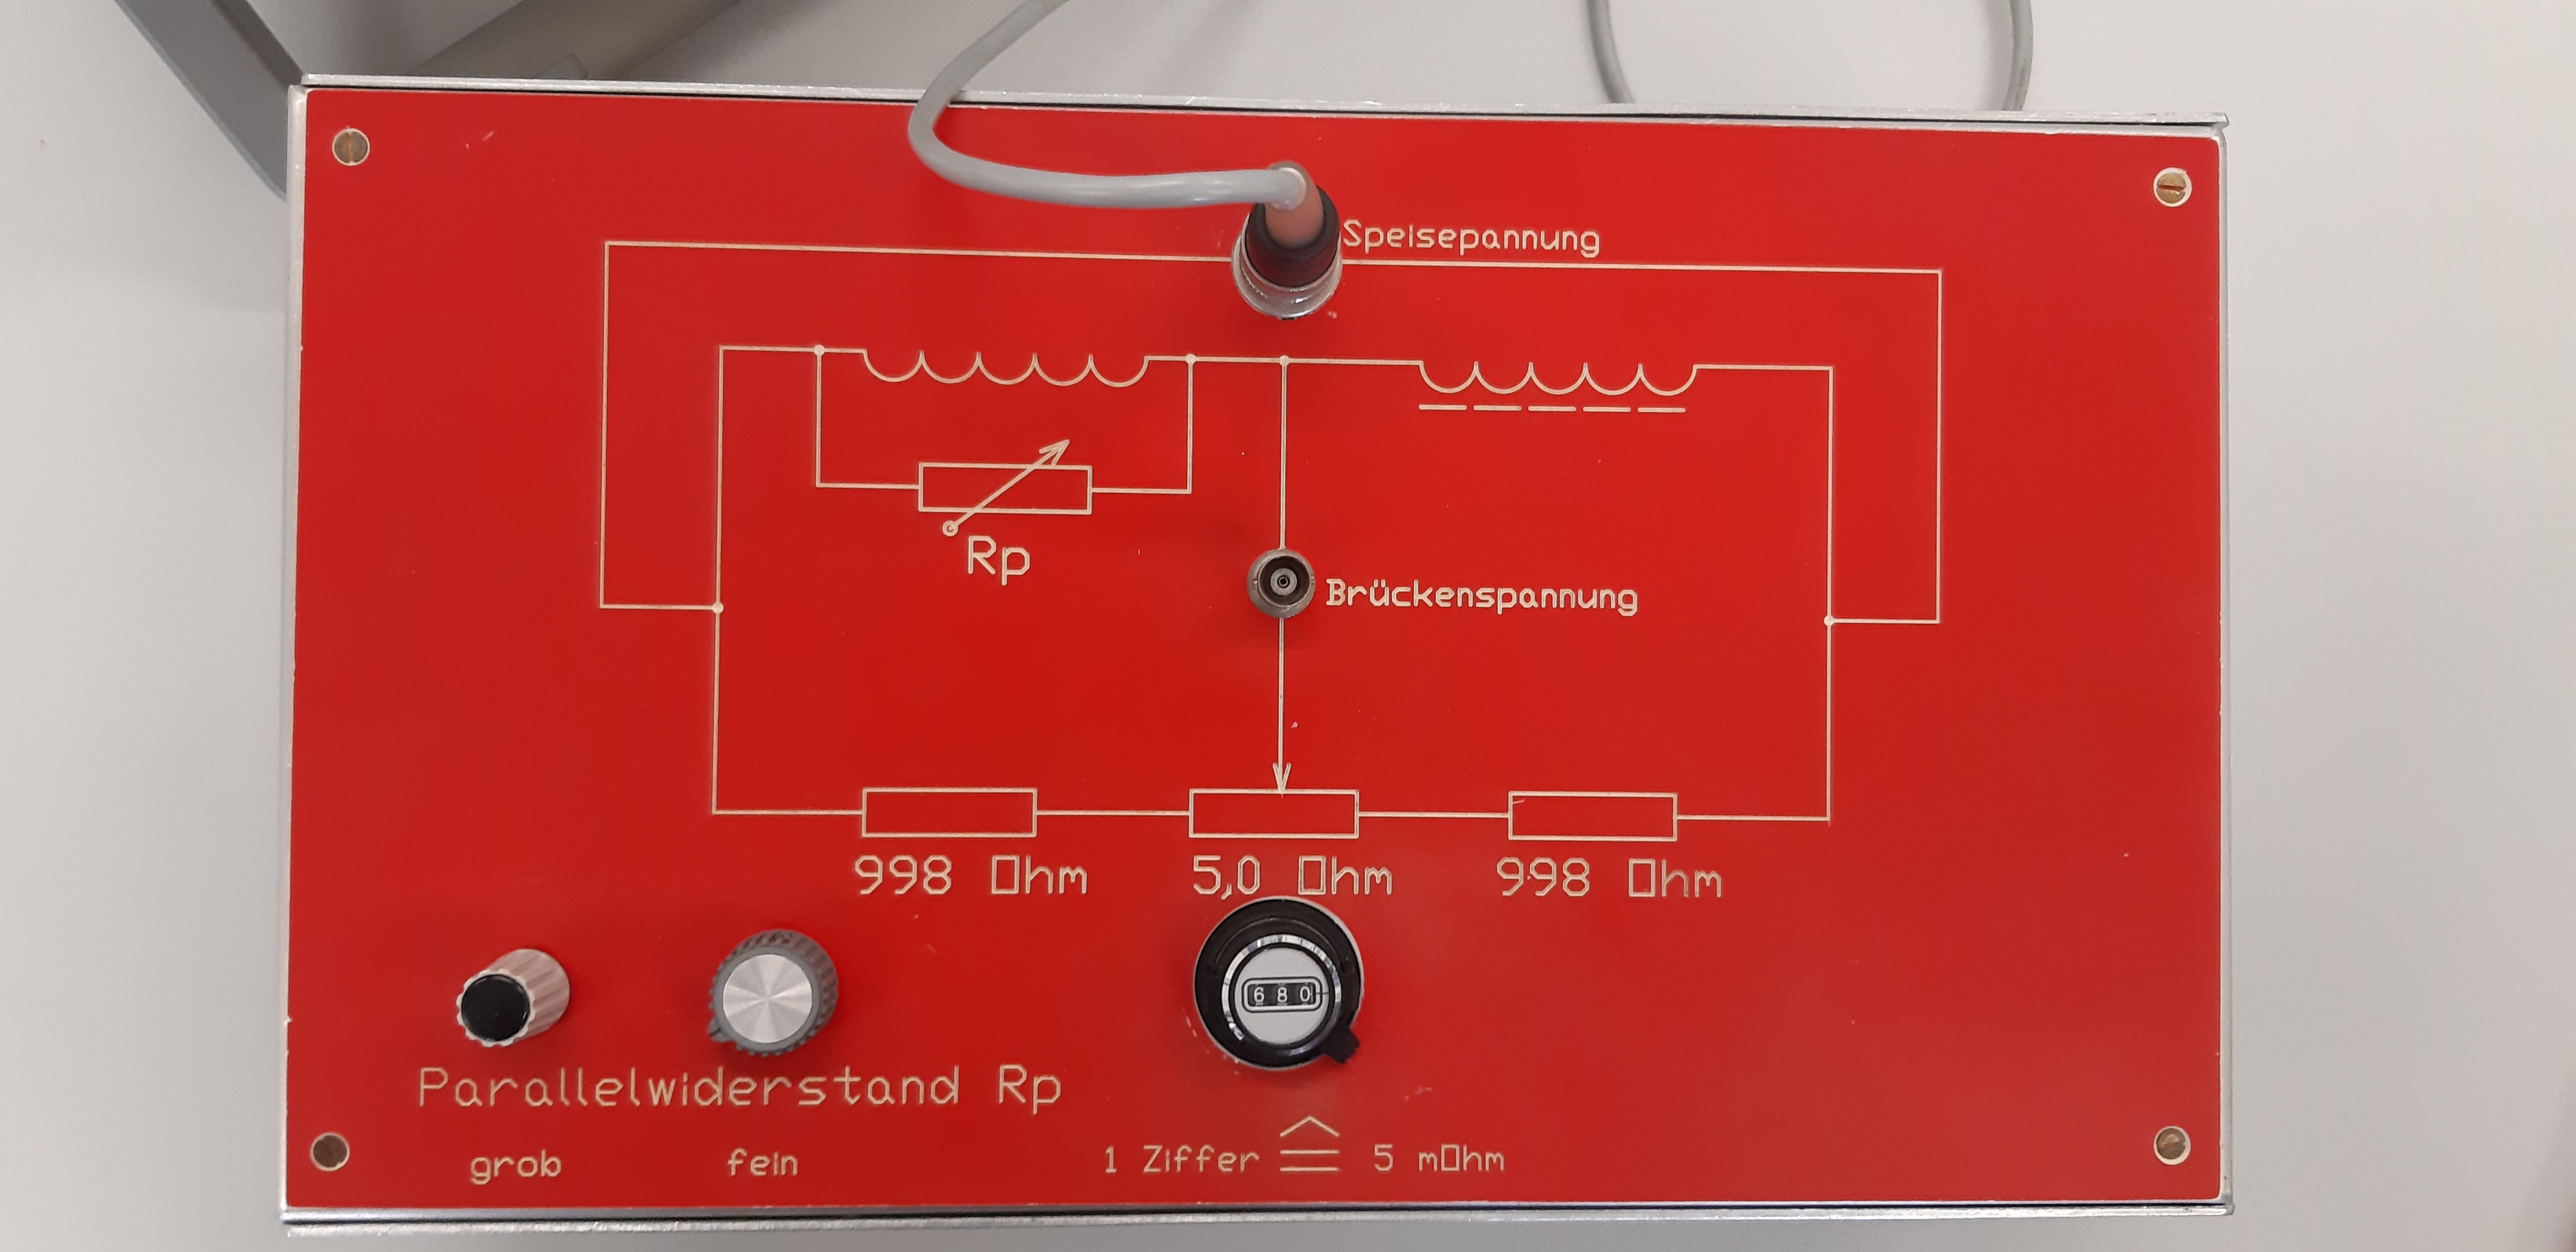 Speisepannung
Rp
Brückenspannung
998 Ohm 5,0 Ohm 998 Ohm
680
Parallelwiderstand Rp
grob fein
1 Ziffer ≙ 5 mOhm